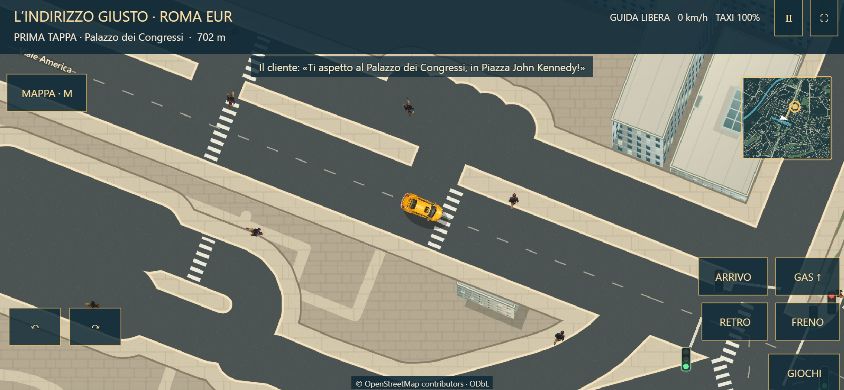 L'INDIRIZZO GIUSTO · ROMA EUR
GUIDA LIBERA 0 km/h TAXI 100%
II
PRIMA TAPPA · Palazzo dei Congressi · 702 m
Il cliente: «Ti aspetto al Palazzo dei Congressi, in Piazza John Kennedy!»
ale America
MAPPA · M
ARRIVO
GAS ↑
RETRO
FRENO
GIOCHI
© OpenStreetMap contributors · ODbL